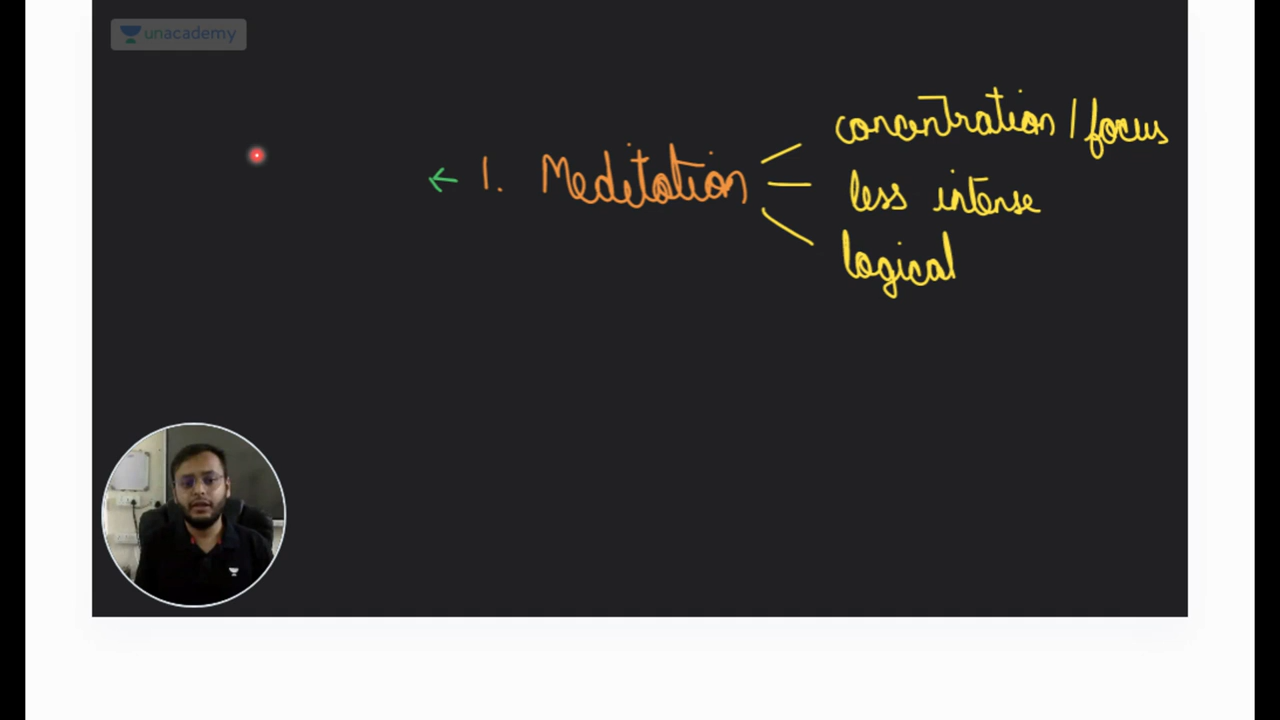 unacademy
concentration / focus
← 1. Meditation
less intense
logical